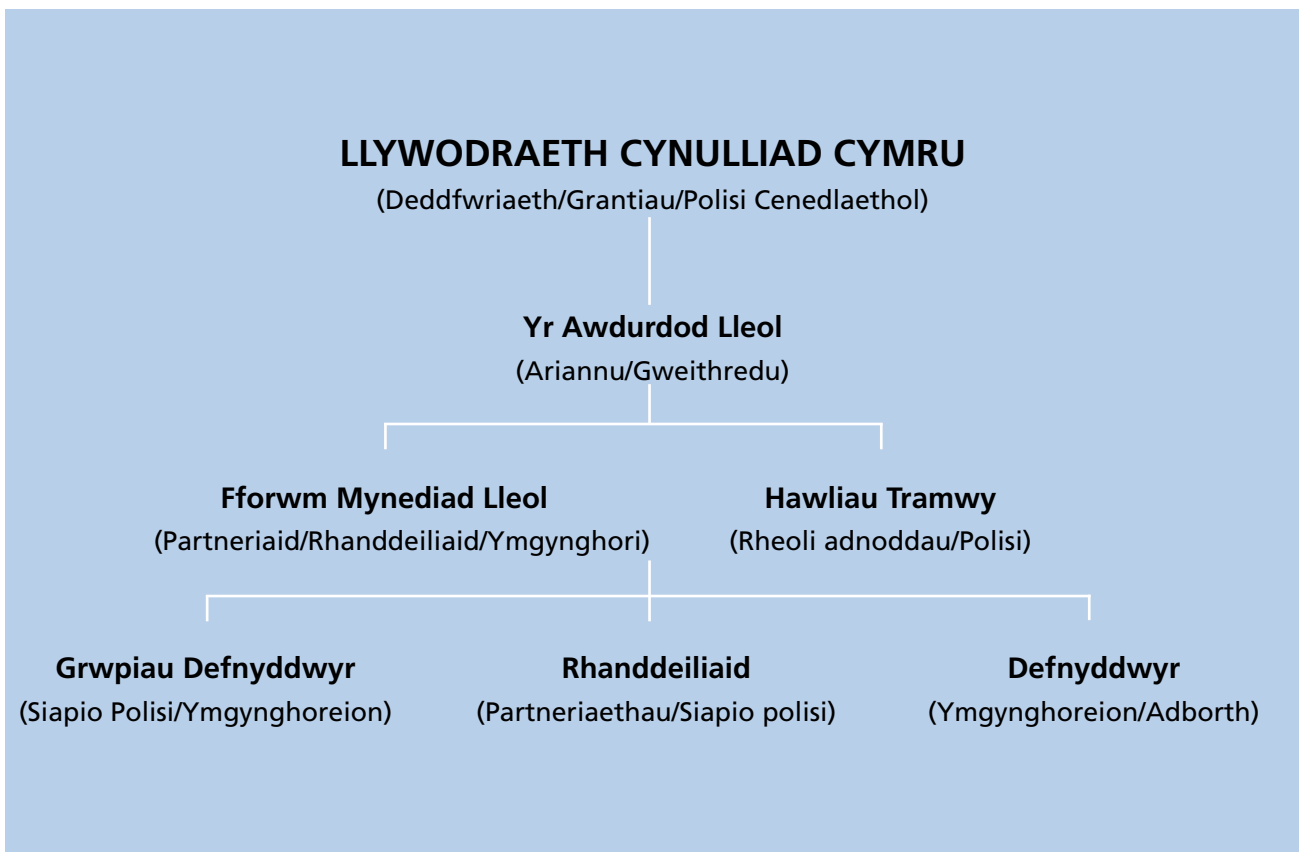 LLYWODRAETH CYNULLIAD CYMRU
(Deddfwriaeth/Grantiau/Polisi Cenedlaethol)
Yr Awdurdod Lleol
(Ariannu/Gweithredu)
Fforwm Mynediad Lleol
(Partneriaid/Rhanddeiliaid/Ymgynghori)
Hawliau Tramwy
(Rheoli adnoddau/Polisi)
Grwpiau Defnyddwyr
(Siapio Polisi/Ymgynghoreion)
Rhanddeiliaid
(Partneriaethau/Siapio polisi)
Defnyddwyr
(Ymgynghoreion/Adborth)